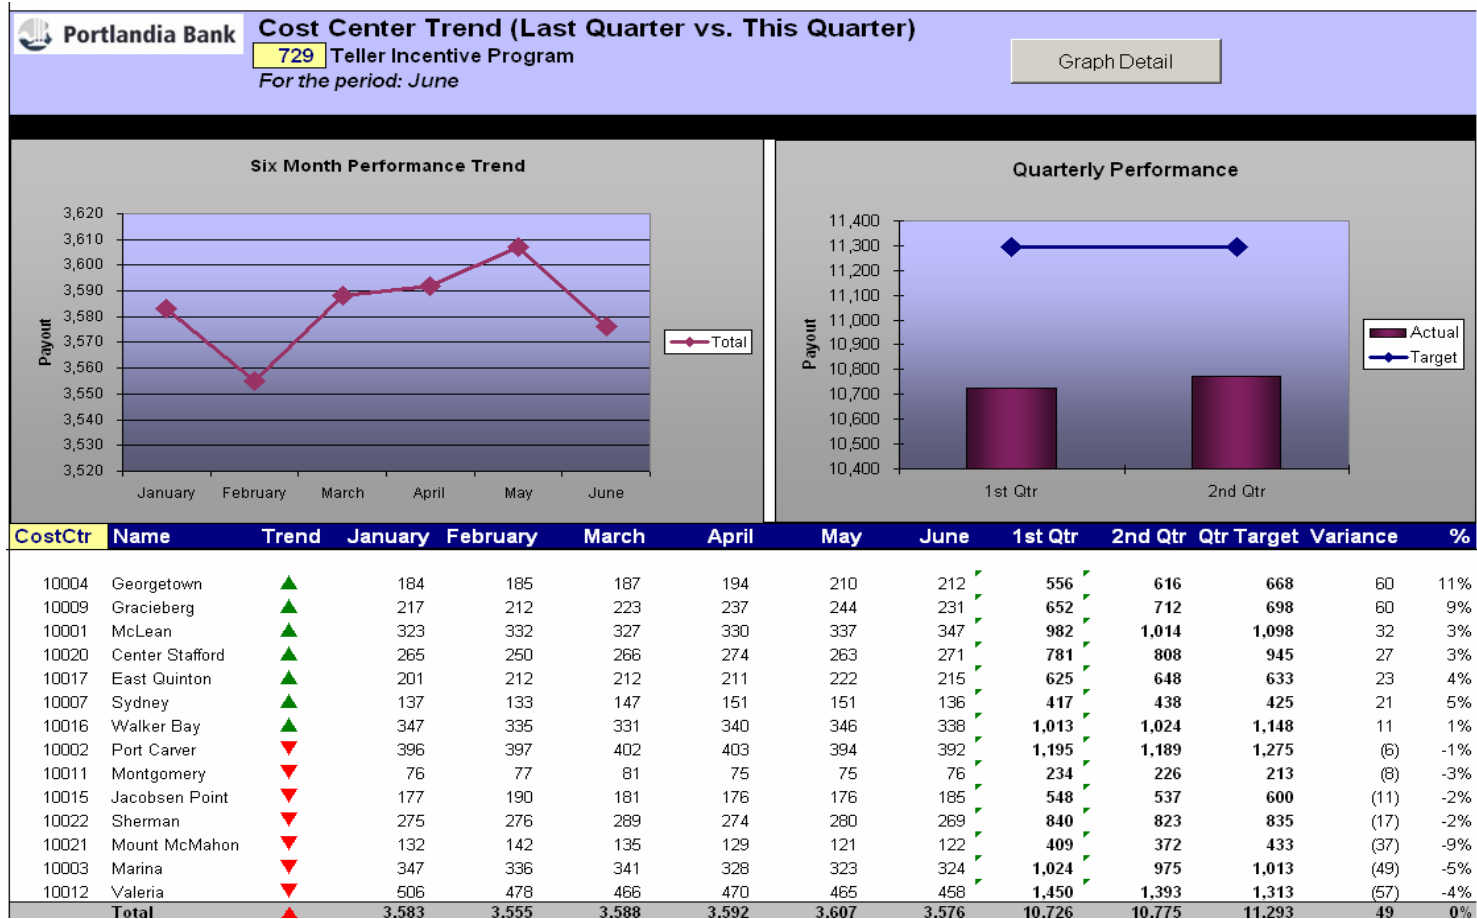 Portlandia Bank
Cost Center Trend (Last Quarter vs. This Quarter)
729 Teller Incentive Program
For the period: June
Graph Detail
Six Month Performance Trend
3,620
3,610
3,600
3,590
3,580
3,570
3,560
3,550
3,540
3,530
3,520
Payout
January February March April May June
Total
Quarterly Performance
11,400
11,300
11,200
11,100
11,000
10,900
10,800
10,700
10,600
10,500
10,400
Payout
1st Qtr 2nd Qtr
Actual
Target
CostCtr Name Trend January February March April May June 1st Qtr 2nd Qtr Qtr Target Variance %
10004 Georgetown 184 185 187 194 210 212 556 616 668 60 11%
10009 Gracieberg 217 212 223 237 244 231 652 712 698 60 9%
10001 McLean 323 332 327 330 337 347 982 1,014 1,098 32 3%
10020 Center Stafford 265 250 266 274 263 271 781 808 945 27 3%
10017 East Quinton 201 212 212 211 222 215 625 648 633 23 4%
10007 Sydney 137 133 147 151 151 136 417 438 425 21 5%
10016 Walker Bay 347 335 331 340 346 338 1,013 1,024 1,148 11 1%
10002 Port Carver 396 397 402 403 394 392 1,195 1,189 1,275 (6) -1%
10011 Montgomery 76 77 81 75 75 76 234 226 213 (8) -3%
10015 Jacobsen Point 177 190 181 176 176 185 548 537 600 (11) -2%
10022 Sherman 275 276 289 274 280 269 840 823 835 (17) -2%
10021 Mount McMahon 132 142 135 129 121 122 409 372 433 (37) -9%
10003 Marina 347 336 341 328 323 324 1,024 975 1,013 (49) -5%
10012 Valeria 506 478 466 470 465 458 1,450 1,393 1,313 (57) -4%
Total 3,583 3,555 3,588 3,592 3,607 3,576 10,726 10,775 11,293 49 0%